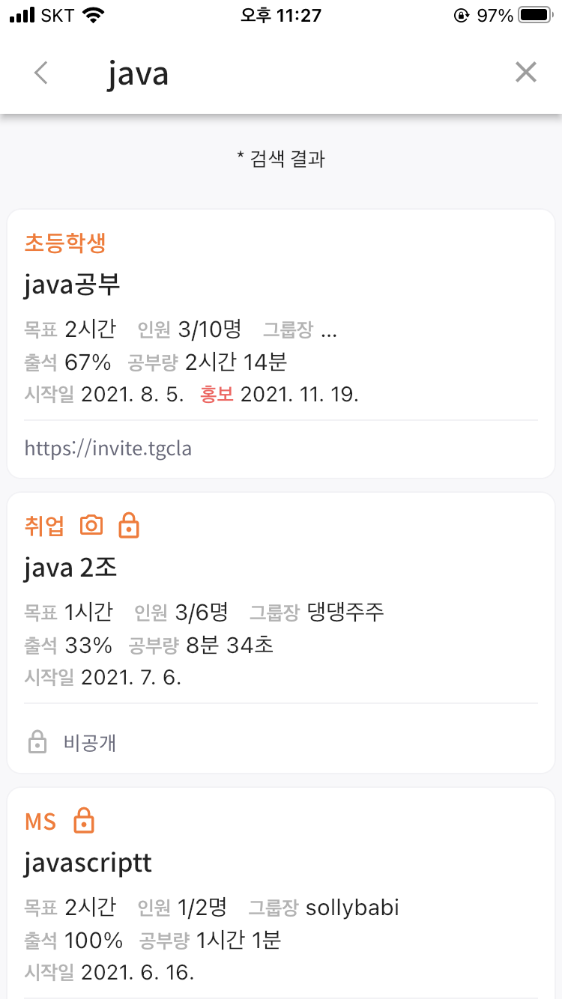 SKT 오후 11:27 97%
java
* 검색 결과
초등학생
java공부
목표 2시간 인원 3/10명 그룹장 ...
출석 67% 공부량 2시간 14분
시작일 2021. 8. 5. 홍보 2021. 11. 19.
https://invite.tgcla
취업
java 2조
목표 1시간 인원 3/6명 그룹장 댕댕주주
출석 33% 공부량 8분 34초
시작일 2021. 7. 6.
비공개
MS
javascriptt
목표 2시간 인원 1/2명 그룹장 sollybabi
출석 100% 공부량 1시간 1분
시작일 2021. 6. 16.